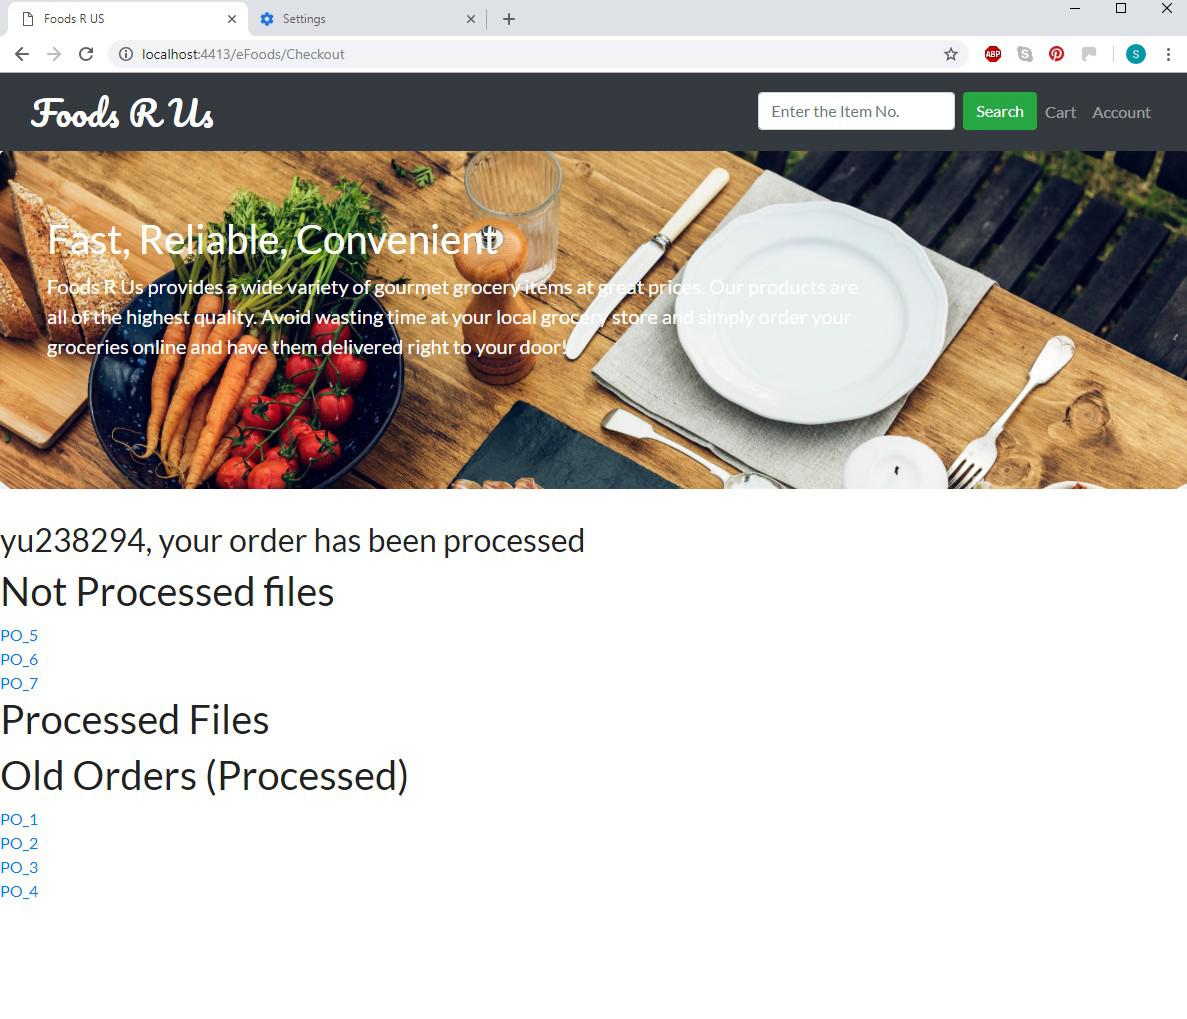 Foods R US
Settings
localhost:4413/eFoods/Checkout
ABP
S
Foods R Us
Enter the Item No.
Search
Cart
Account
Fast, Reliable, Convenient
Foods R Us provides a wide variety of gourmet grocery items at great prices. Our products are
all of the highest quality. Avoid wasting time at your local grocery store and simply order your
groceries online and have them delivered right to your door!
yu238294, your order has been processed
Not Processed files
PO_5
PO_6
PO_7
Processed Files
Old Orders (Processed)
PO_1
PO_2
PO_3
PO_4